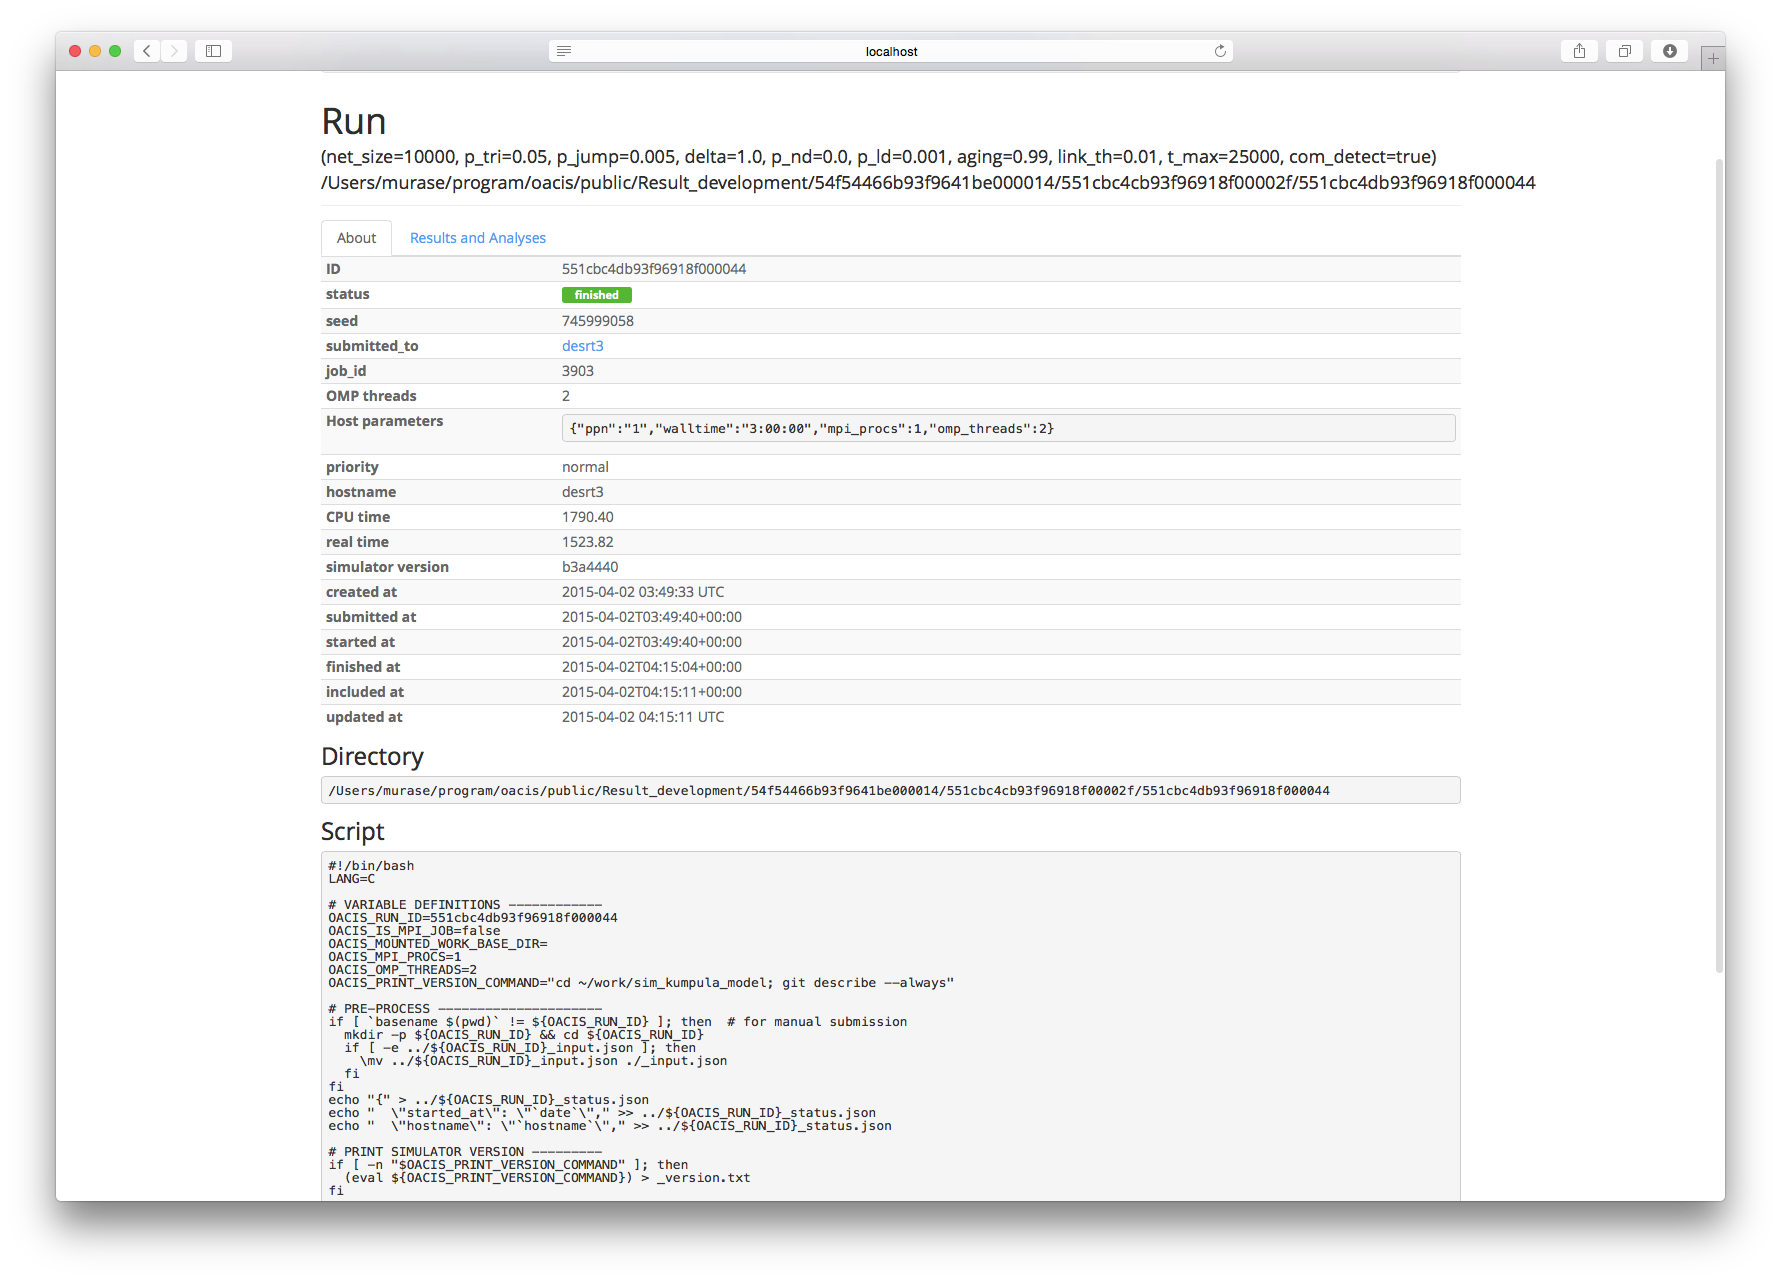 localhost
Run
(net_size=10000, p_tri=0.05, p_jump=0.005, delta=1.0, p_nd=0.0, p_ld=0.001, aging=0.99, link_th=0.01, t_max=25000, com_detect=true)
/Users/murase/program/oacis/public/Result_development/54f54466b93f9641be000014/551cbc4cb93f96918f00002f/551cbc4db93f96918f000044
About Results and Analyses
ID 551cbc4db93f96918f000044
status finished
seed 745999058
submitted_to desrt3
job_id 3903
OMP threads 2
Host parameters {"ppn":"1","walltime":"3:00:00","mpi_procs":1,"omp_threads":2}
priority normal
hostname desrt3
CPU time 1790.40
real time 1523.82
simulator version b3a4440
created at 2015-04-02 03:49:33 UTC
submitted at 2015-04-02T03:49:40+00:00
started at 2015-04-02T03:49:40+00:00
finished at 2015-04-02T04:15:04+00:00
included at 2015-04-02T04:15:11+00:00
updated at 2015-04-02 04:15:11 UTC
Directory
/Users/murase/program/oacis/public/Result_development/54f54466b93f9641be000014/551cbc4cb93f96918f00002f/551cbc4db93f96918f000044
Script
#!/bin/bash
LANG=C
# VARIABLE DEFINITIONS ------------
OACIS_RUN_ID=551cbc4db93f96918f000044
OACIS_IS_MPI_JOB=false
OACIS_MOUNTED_WORK_BASE_DIR=
OACIS_MPI_PROCS=1
OACIS_OMP_THREADS=2
OACIS_PRINT_VERSION_COMMAND="cd ~/work/sim_kumpula_model; git describe --always"
# PRE-PROCESS ---------------------
if [ `basename $(pwd)` != ${OACIS_RUN_ID} ]; then  # for manual submission
  mkdir -p ${OACIS_RUN_ID} && cd ${OACIS_RUN_ID}
  if [ -e ../${OACIS_RUN_ID}_input.json ]; then
    \mv ../${OACIS_RUN_ID}_input.json ./_input.json
  fi
fi
echo "{" > ../${OACIS_RUN_ID}_status.json
echo "  \"started_at\": \"`date`\"," >> ../${OACIS_RUN_ID}_status.json
echo "  \"hostname\": \"`hostname`\"," >> ../${OACIS_RUN_ID}_status.json
# PRINT SIMULATOR VERSION ---------
if [ -n "$OACIS_PRINT_VERSION_COMMAND" ]; then
  (eval ${OACIS_PRINT_VERSION_COMMAND}) > _version.txt
fi